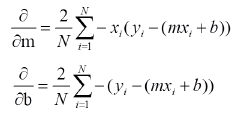 ∂/∂m = 2/N ∑_{i=1}^{N} − x_i(y_i − (mx_i + b))
∂/∂b = 2/N ∑_{i=1}^{N} − (y_i − (mx_i + b))